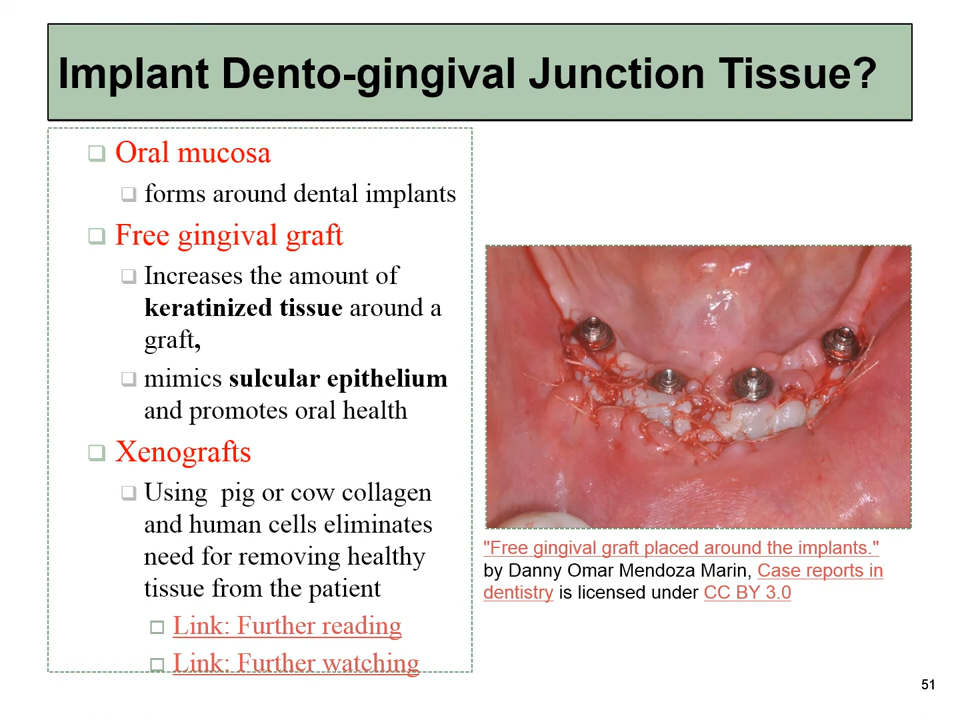 Implant Dento-gingival Junction Tissue?
Oral mucosa
forms around dental implants
Free gingival graft
Increases the amount of
keratinized tissue around a
graft,
mimics sulcular epithelium
and promotes oral health
Xenografts
Using  pig or cow collagen
and human cells eliminates
need for removing healthy
tissue from the patient
Link: Further reading
Link: Further watching
"Free gingival graft placed around the implants."
by Danny Omar Mendoza Marin, Case reports in
dentistry is licensed under CC BY 3.0
51